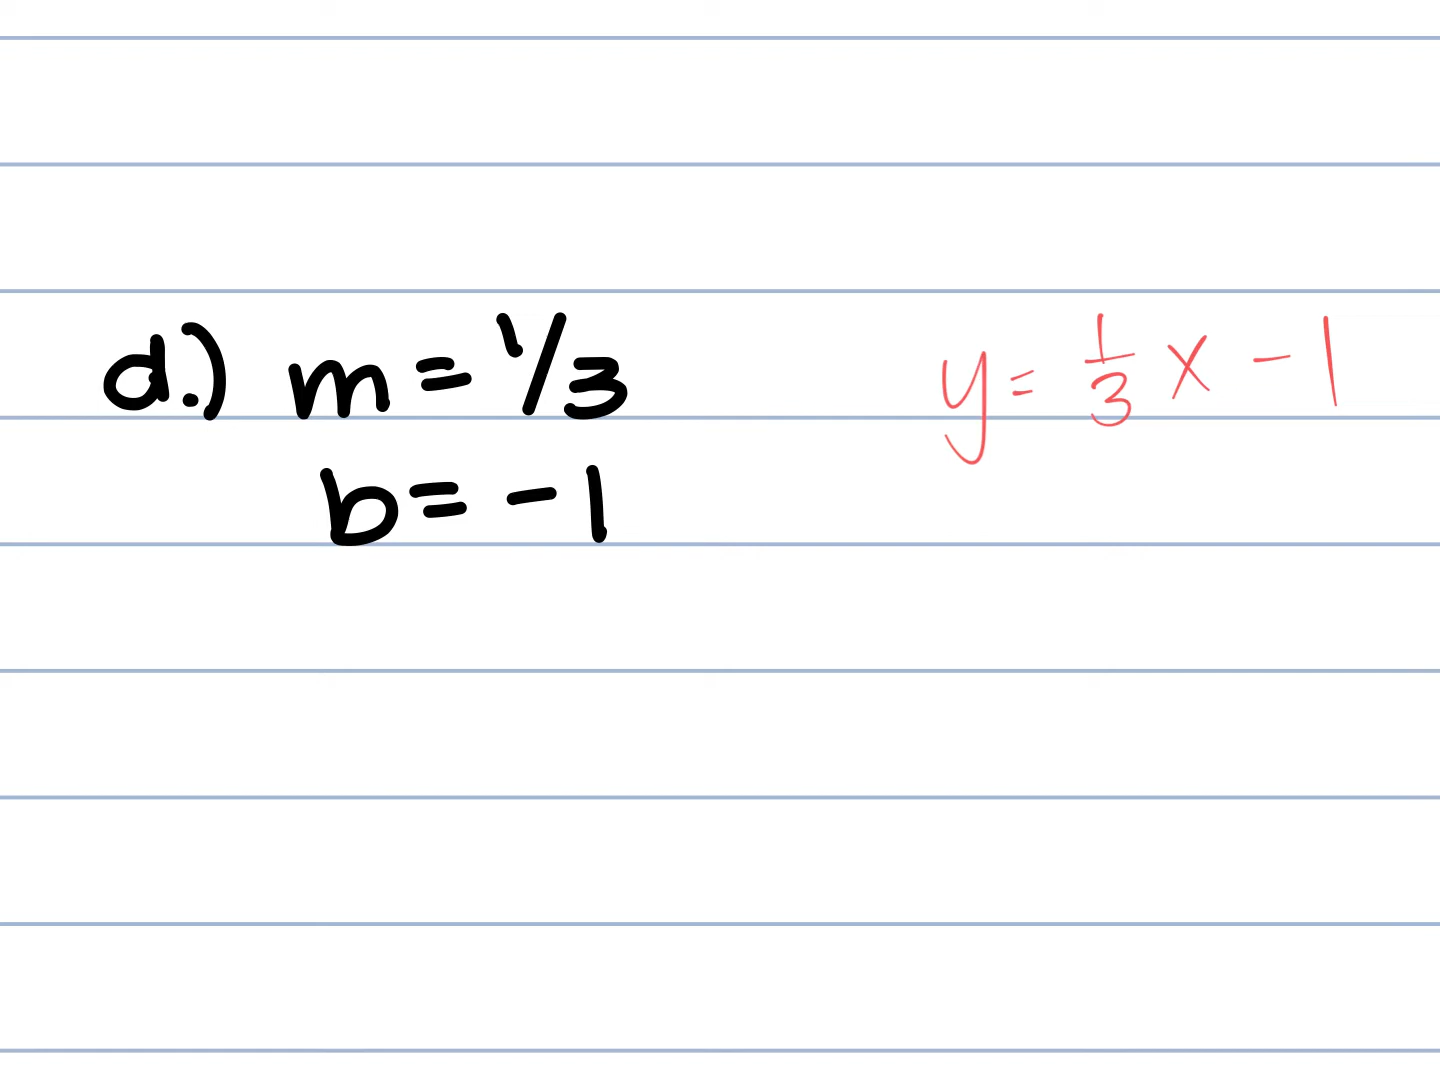 d.) m = 1/3
b = - 1
y = 1/3 x - 1